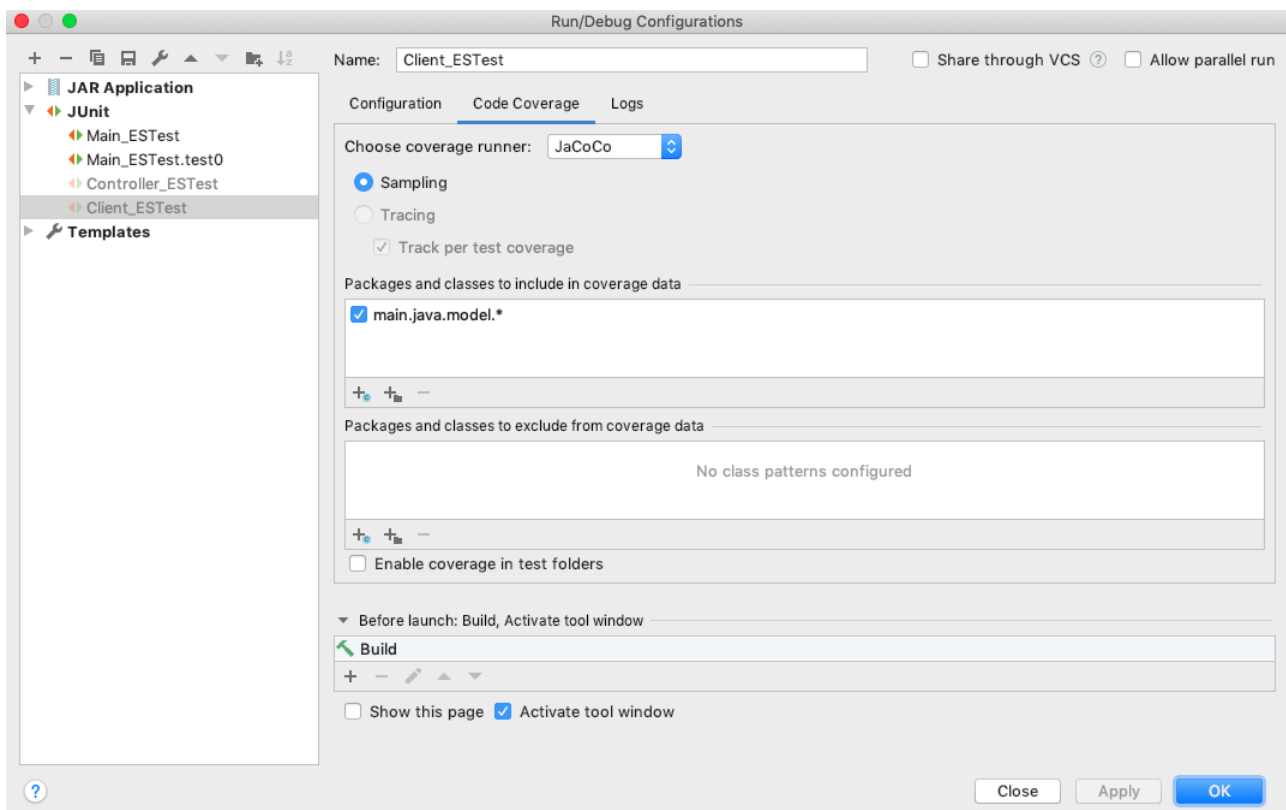 Run/Debug Configurations
JAR Application
JUnit
Main_ESTest
Main_ESTest.test0
Controller_ESTest
Client_ESTest
Templates
Name: Client_ESTest Share through VCS ? Allow parallel run
Configuration Code Coverage Logs
Choose coverage runner: JaCoCo
Sampling
Tracing
Track per test coverage
Packages and classes to include in coverage data
main.java.model.*
Packages and classes to exclude from coverage data
No class patterns configured
Enable coverage in test folders
Before launch: Build, Activate tool window
Build
Show this page Activate tool window
? Close Apply OK